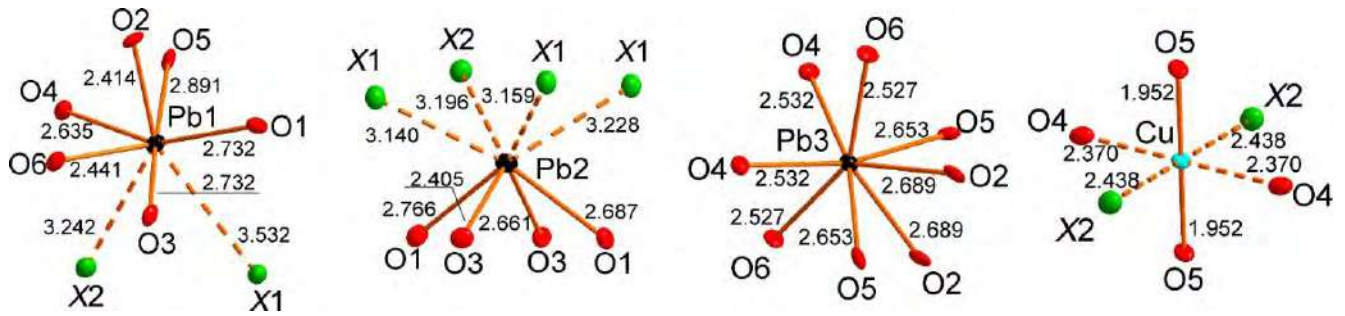 O2
O5
2.414
2.891
O4
Pb1
O1
2.635
2.732
O6
2.441
2.732
3.242
O3
3.532
X2
X1
X2
X1
X1
X1
3.196
3.159
3.140
3.228
Pb2
2.405
2.766
2.661
2.687
O1
O3
O3
O1
O6
O4
2.532
2.527
O5
Pb3
2.653
O4
O2
2.532
2.689
2.527
2.653
2.689
O6
O5
O2
O5
1.952
X2
O4
Cu
2.438
2.370
2.370
2.438
O4
X2
1.952
O5